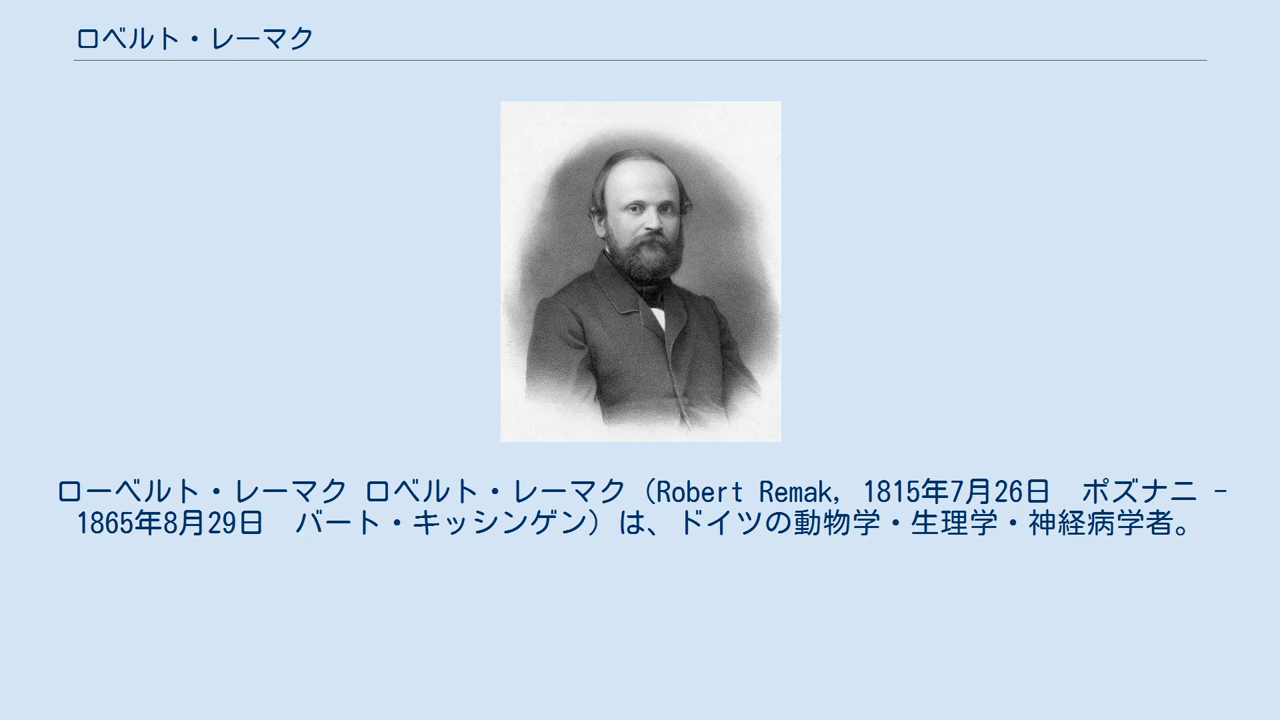 ロベルト・レーマク
ローベルト・レーマク ロベルト・レーマク（Robert Remak, 1815年7月26日　ポズナニ -
1865年8月29日　バート・キッシンゲン）は、ドイツの動物学・生理学・神経病学者。